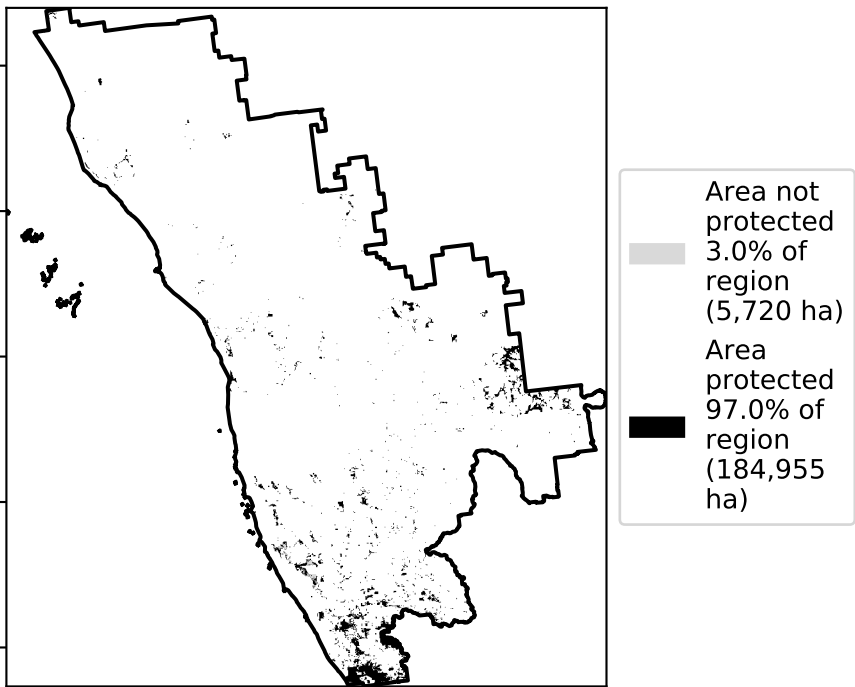 Area not
protected
3.0% of
region
(5,720 ha)
Area
protected
97.0% of
region
(184,955
ha)